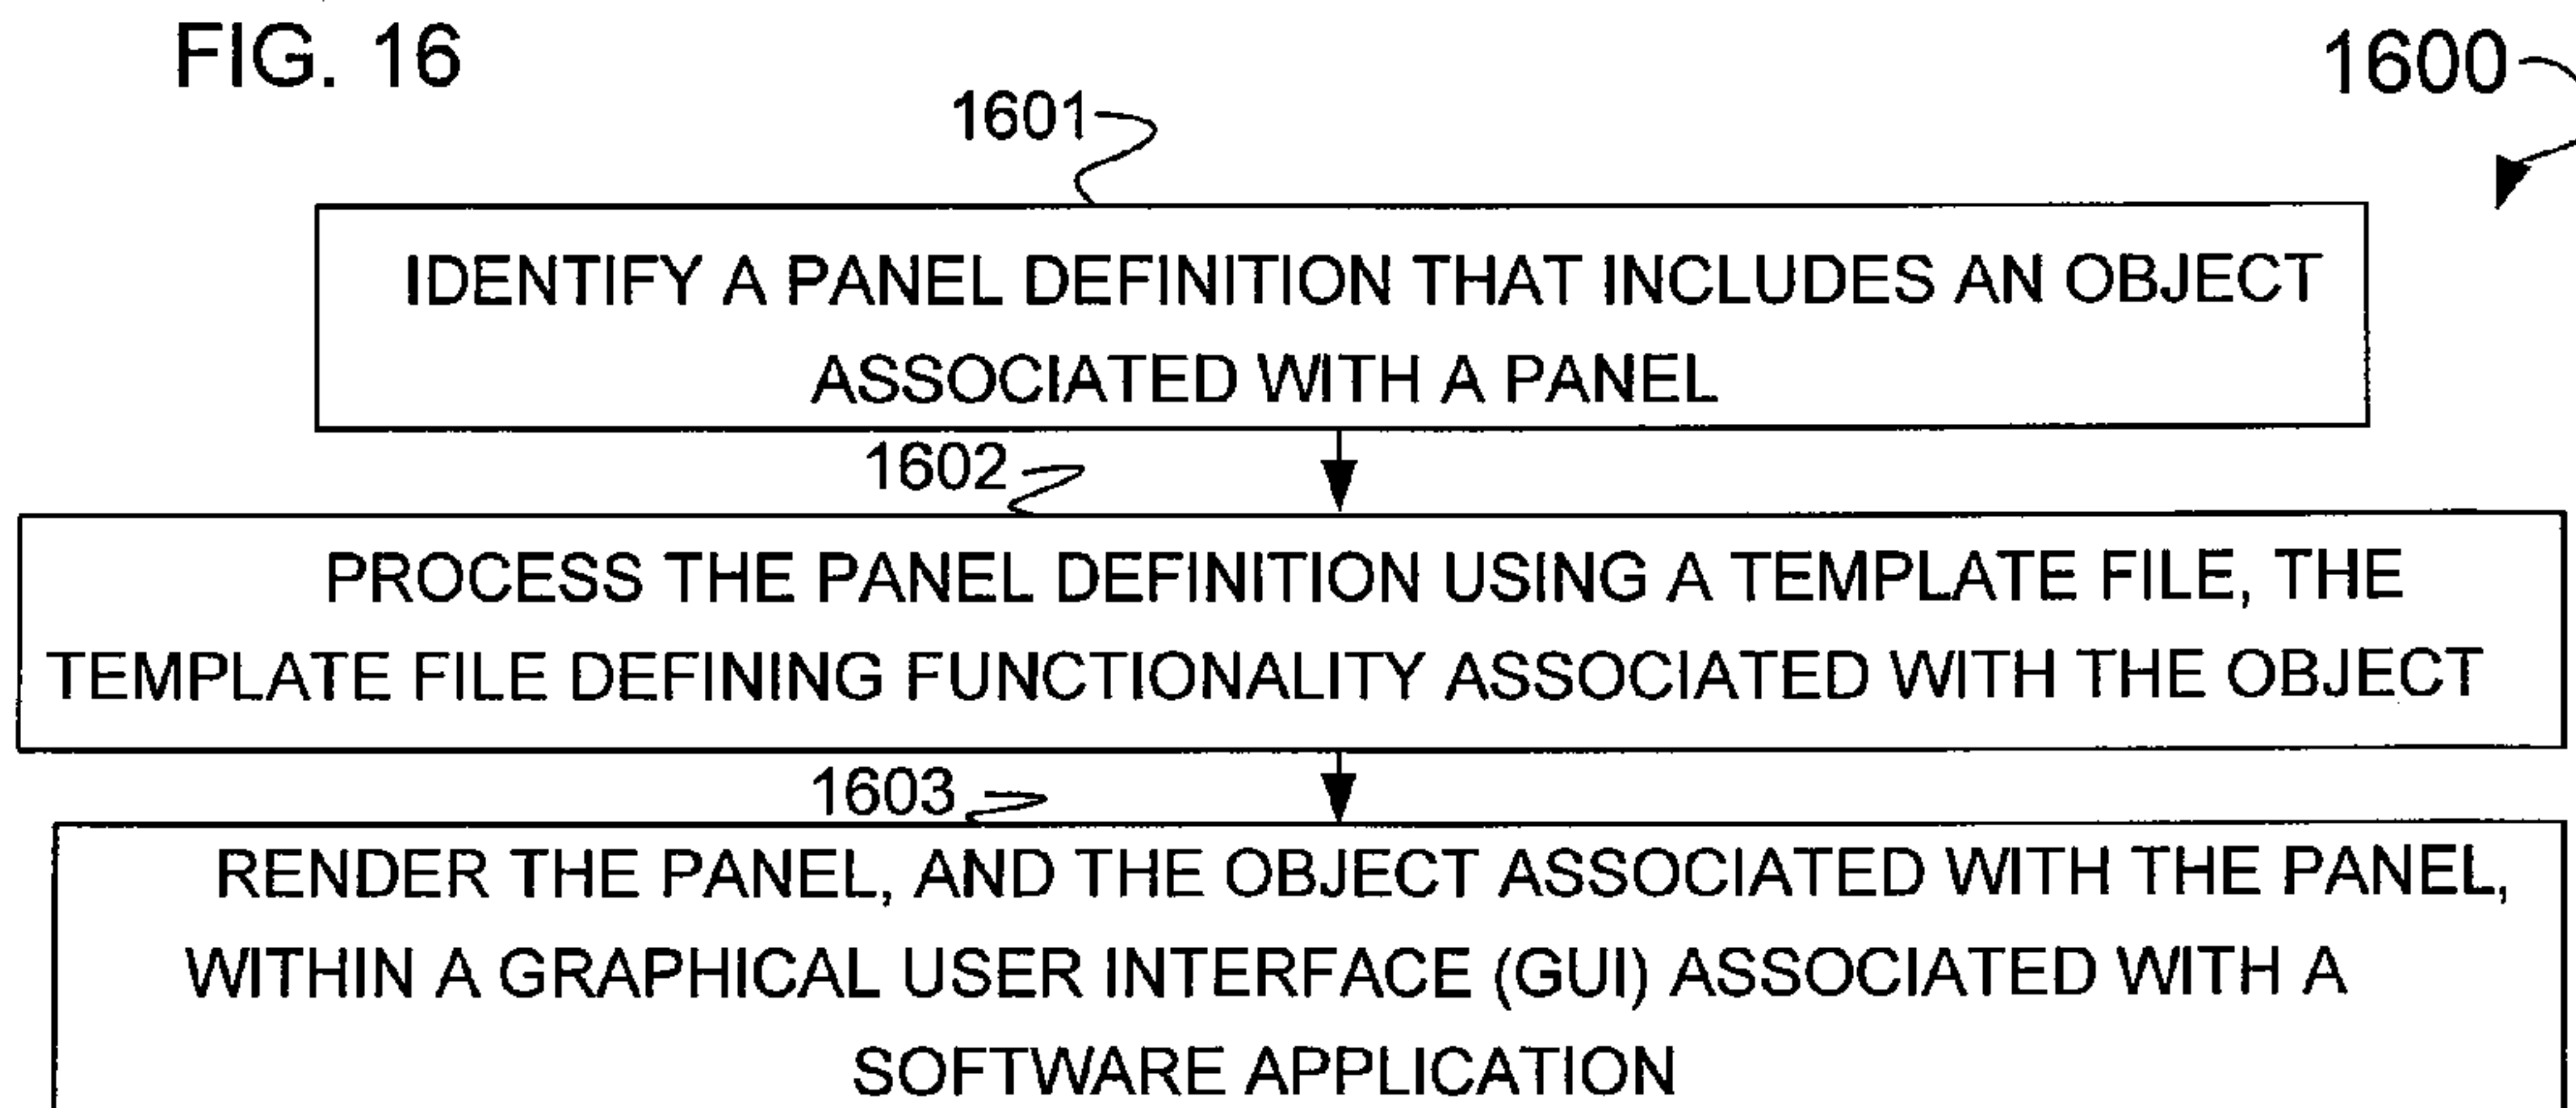 FIG. 16
1600
1601
IDENTIFY A PANEL DEFINITION THAT INCLUDES AN OBJECT
ASSOCIATED WITH A PANEL
1602
PROCESS THE PANEL DEFINITION USING A TEMPLATE FILE, THE
TEMPLATE FILE DEFINING FUNCTIONALITY ASSOCIATED WITH THE OBJECT
1603
RENDER THE PANEL, AND THE OBJECT ASSOCIATED WITH THE PANEL,
WITHIN A GRAPHICAL USER INTERFACE (GUI) ASSOCIATED WITH A
SOFTWARE APPLICATION